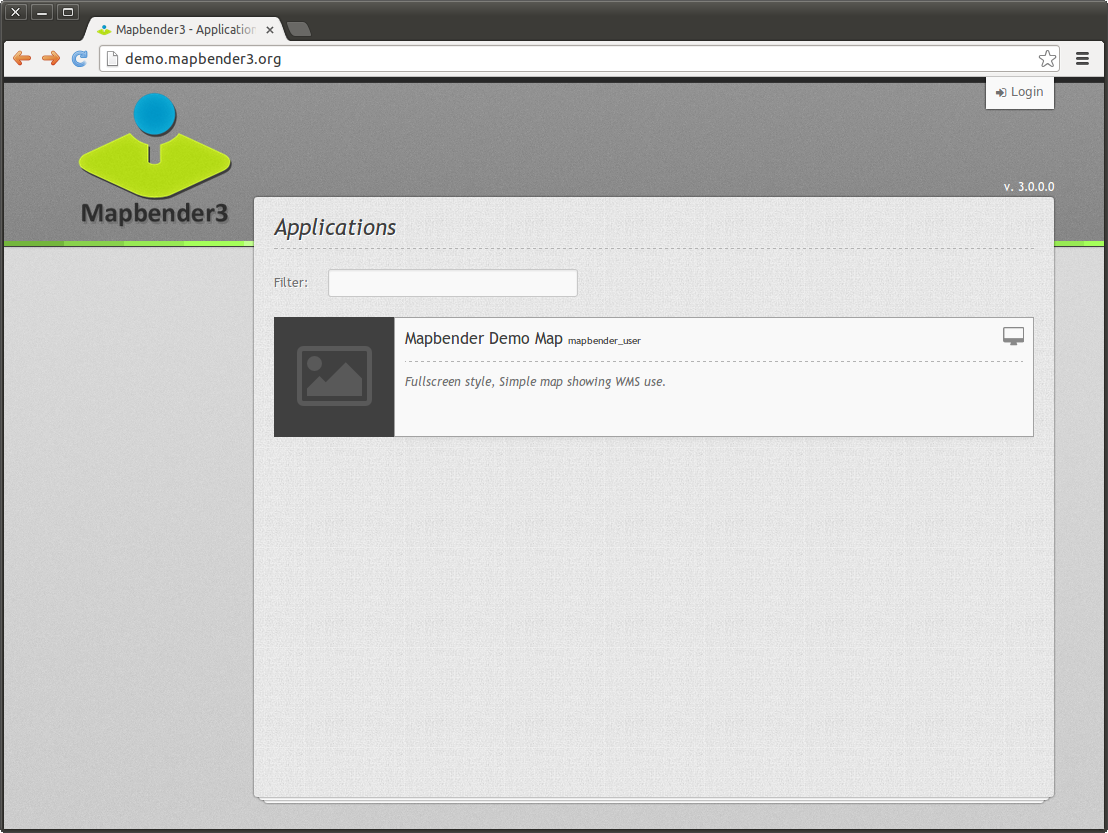 Mapbender3 - Application
demo.mapbender3.org
Login
Mapbender3
v. 3.0.0.0
Applications
Filter:
Mapbender Demo Map mapbender_user
Fullscreen style, Simple map showing WMS use.